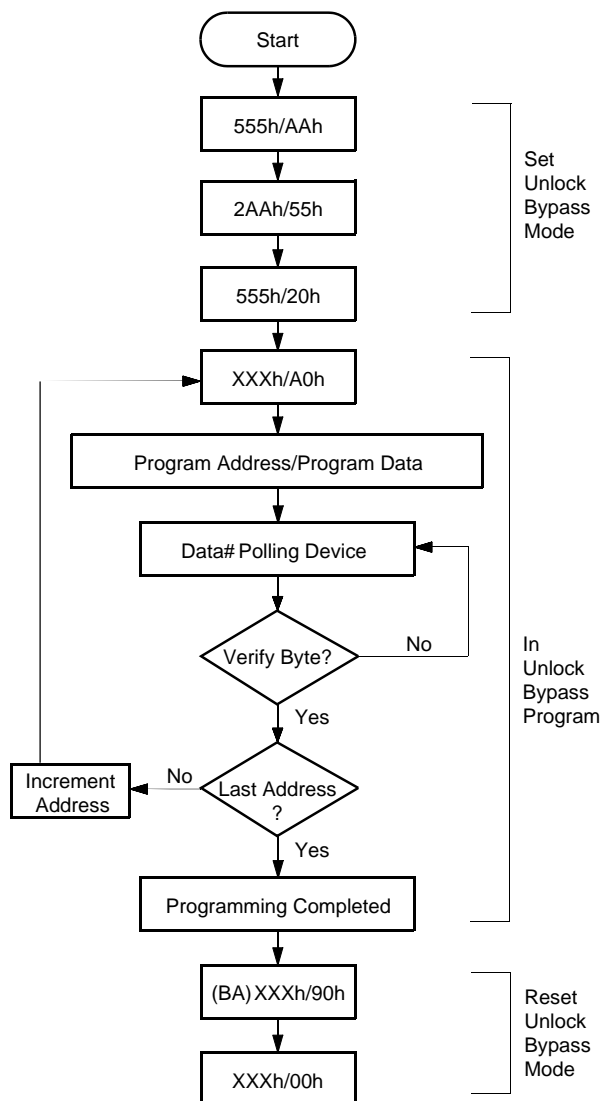 Start
555h/AAh
2AAh/55h
555h/20h
Set
Unlock
Bypass
Mode
XXXh/A0h
Program Address/Program Data
Data# Polling Device
Verify Byte?
No
Yes
In
Unlock
Bypass
Program
Increment
Address
No
Last Address
?
Yes
Programming Completed
(BA) XXXh/90h
XXXh/00h
Reset
Unlock
Bypass
Mode